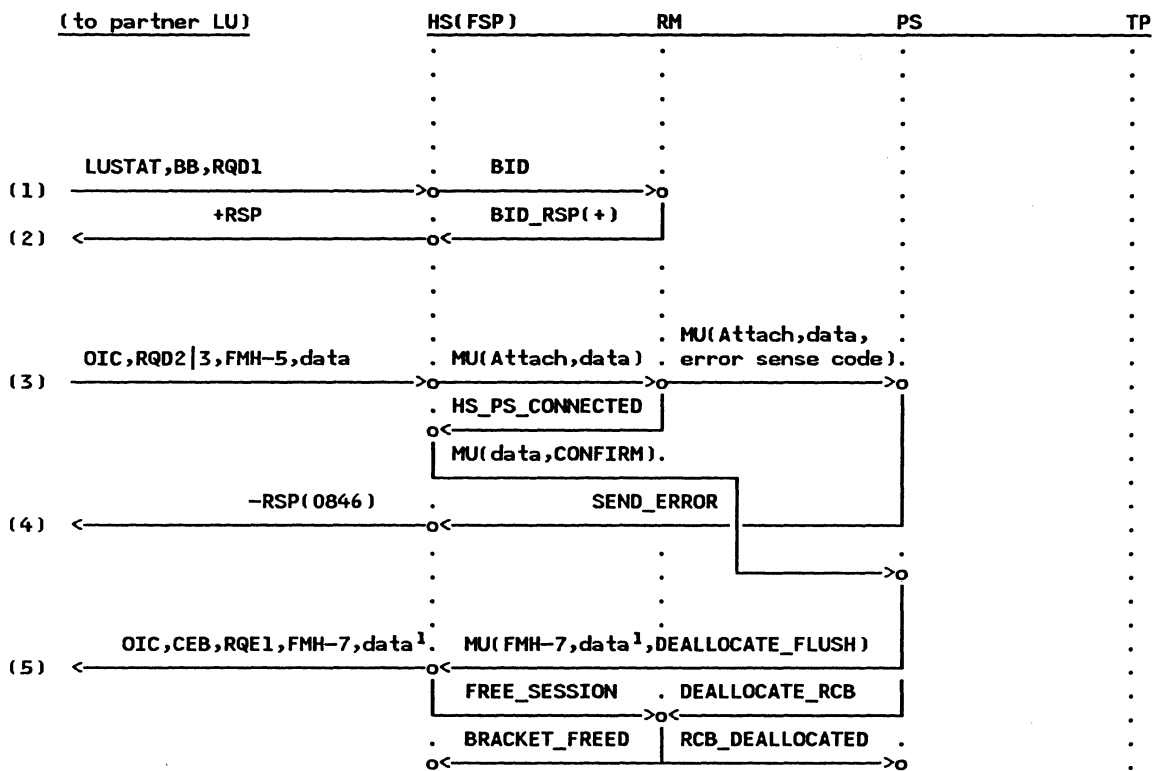 (to partner LU) HS(FSP) RM PS TP
LUSTAT,BB,RQD1 BID
(1)
+RSP BID_RSP(+)
(2)
MU(Attach,data,
OIC,RQD2|3,FMH-5,data MU(Attach,data) error sense code)
(3)
HS_PS_CONNECTED
MU(data,CONFIRM)
-RSP(0846) SEND_ERROR
(4)
OIC,CEB,RQE1,FMH-7,data¹ MU(FMH-7,data¹,DEALLOCATE_FLUSH)
(5)
FREE_SESSION DEALLOCATE_RCB
BRACKET_FREED RCB_DEALLOCATED